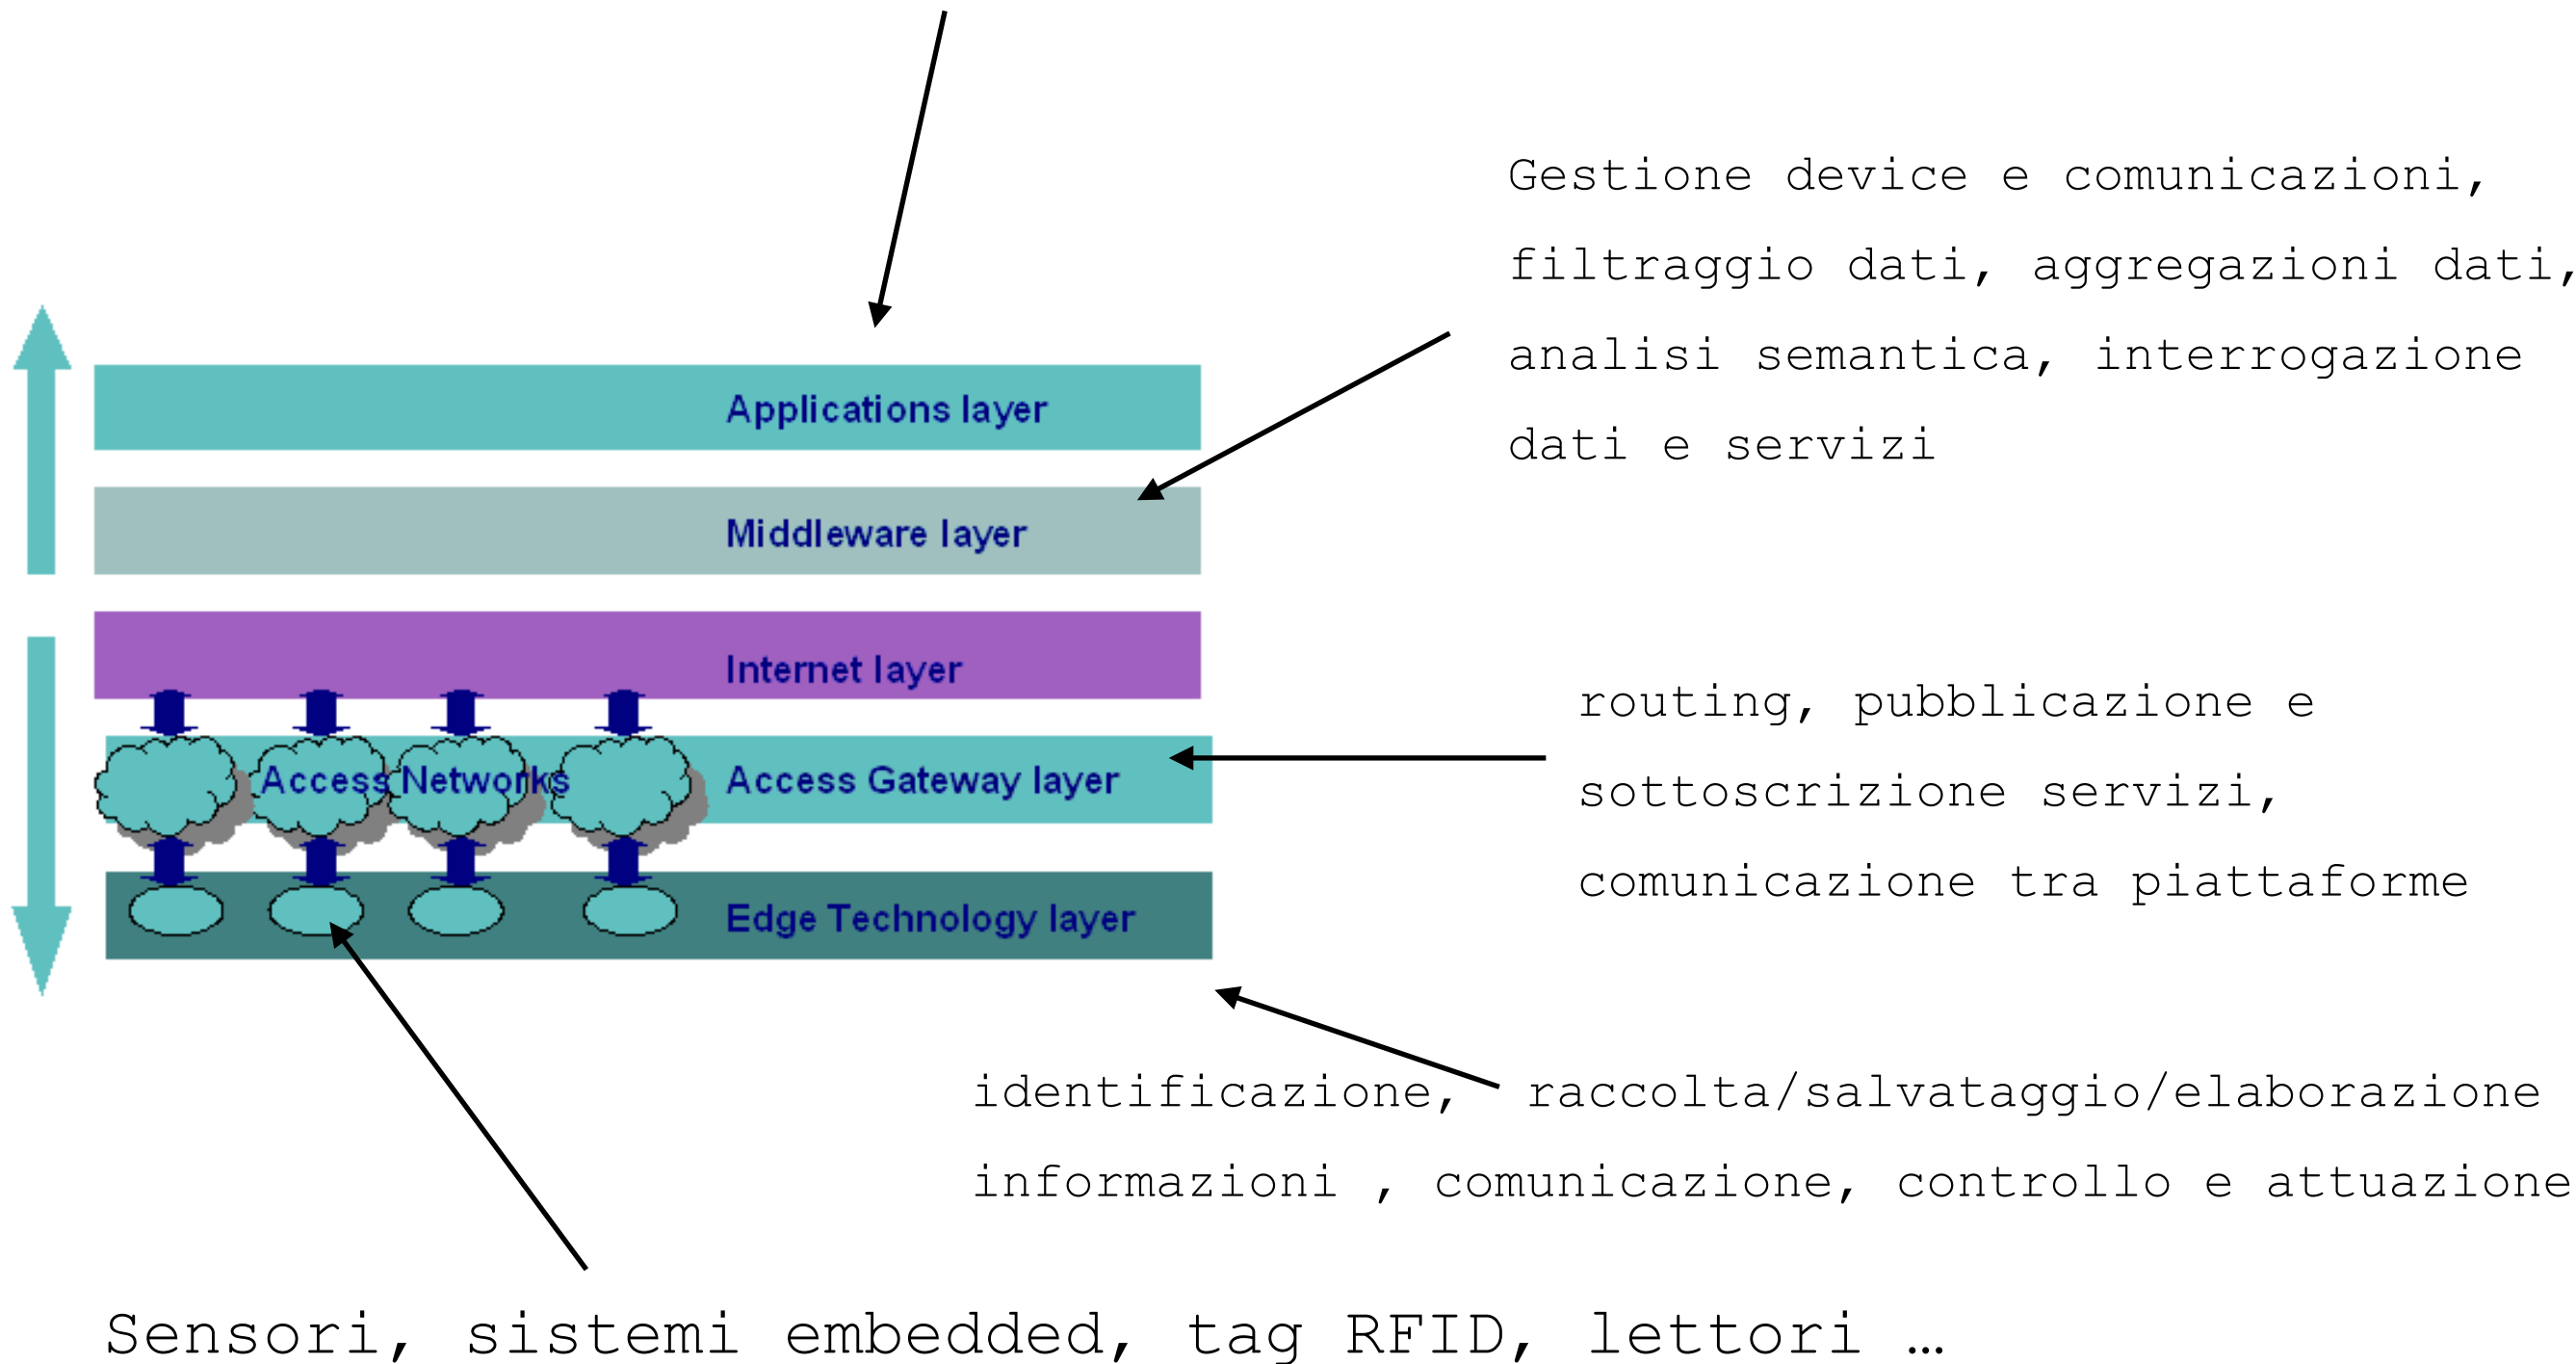 Gestione device e comunicazioni,
filtraggio dati, aggregazioni dati,
analisi semantica, interrogazione
dati e servizi
Applications layer
Middleware layer
Internet layer
Access Networks
Access Gateway layer
Edge Technology layer
routing, pubblicazione e
sottoscrizione servizi,
comunicazione tra piattaforme
identificazione, raccolta/salvataggio/elaborazione
informazioni , comunicazione, controllo e attuazione
Sensori, sistemi embedded, tag RFID, lettori …